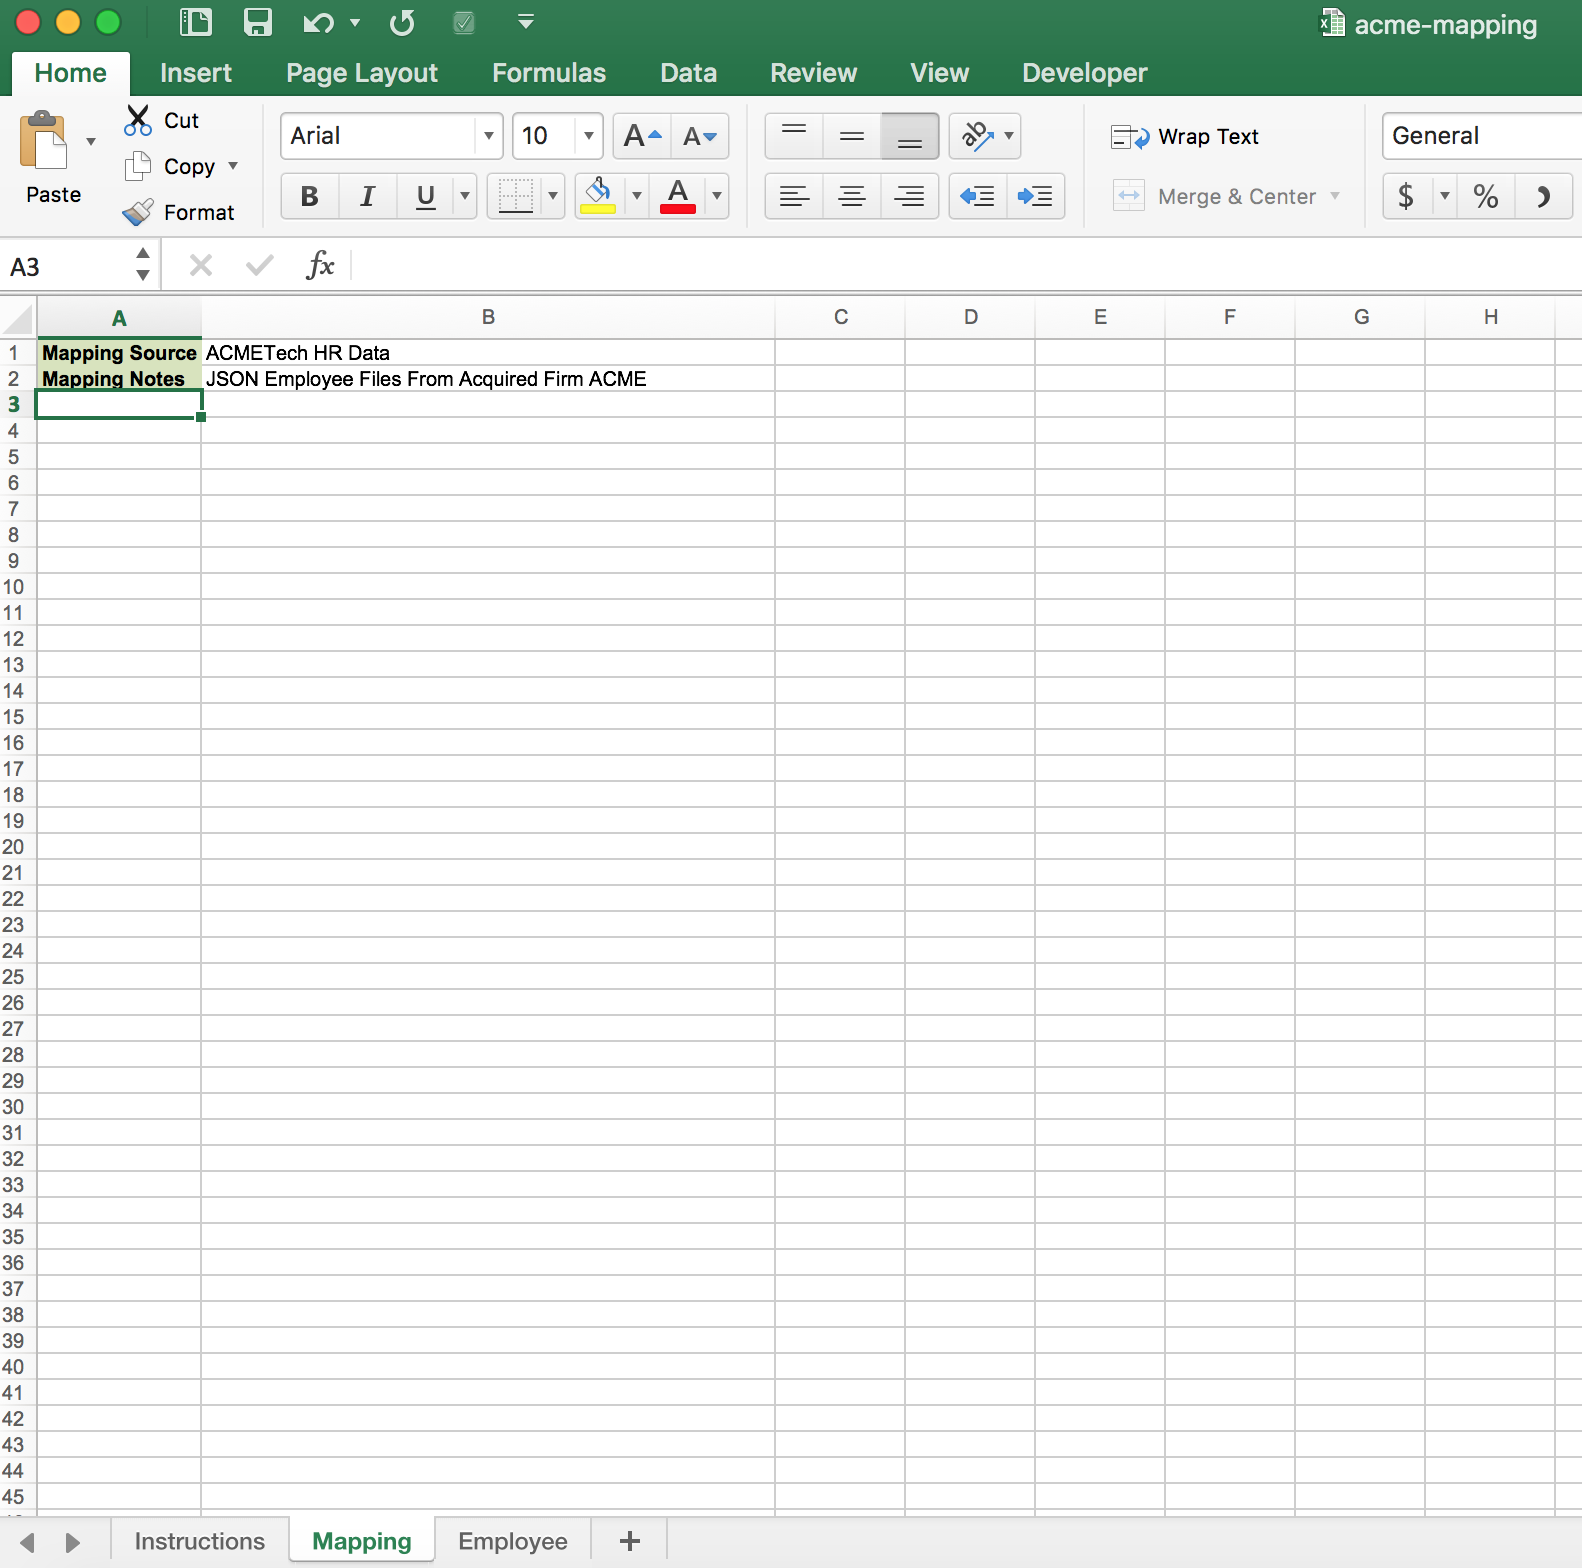 acme-mapping
Home Insert Page Layout Formulas Data Review View Developer
Paste
Cut
Copy
Format
Arial 10 A A
B I U A
ab
Wrap Text
Merge & Center
General
$ %
A3 fx
A B C D E F G H
1 Mapping Source ACMETech HR Data
2 Mapping Notes JSON Employee Files From Acquired Firm ACME
3
4
5
6
7
8
9
10
11
12
13
14
15
16
17
18
19
20
21
22
23
24
25
26
27
28
29
30
31
32
33
34
35
36
37
38
39
40
41
42
43
44
45
Instructions Mapping Employee +